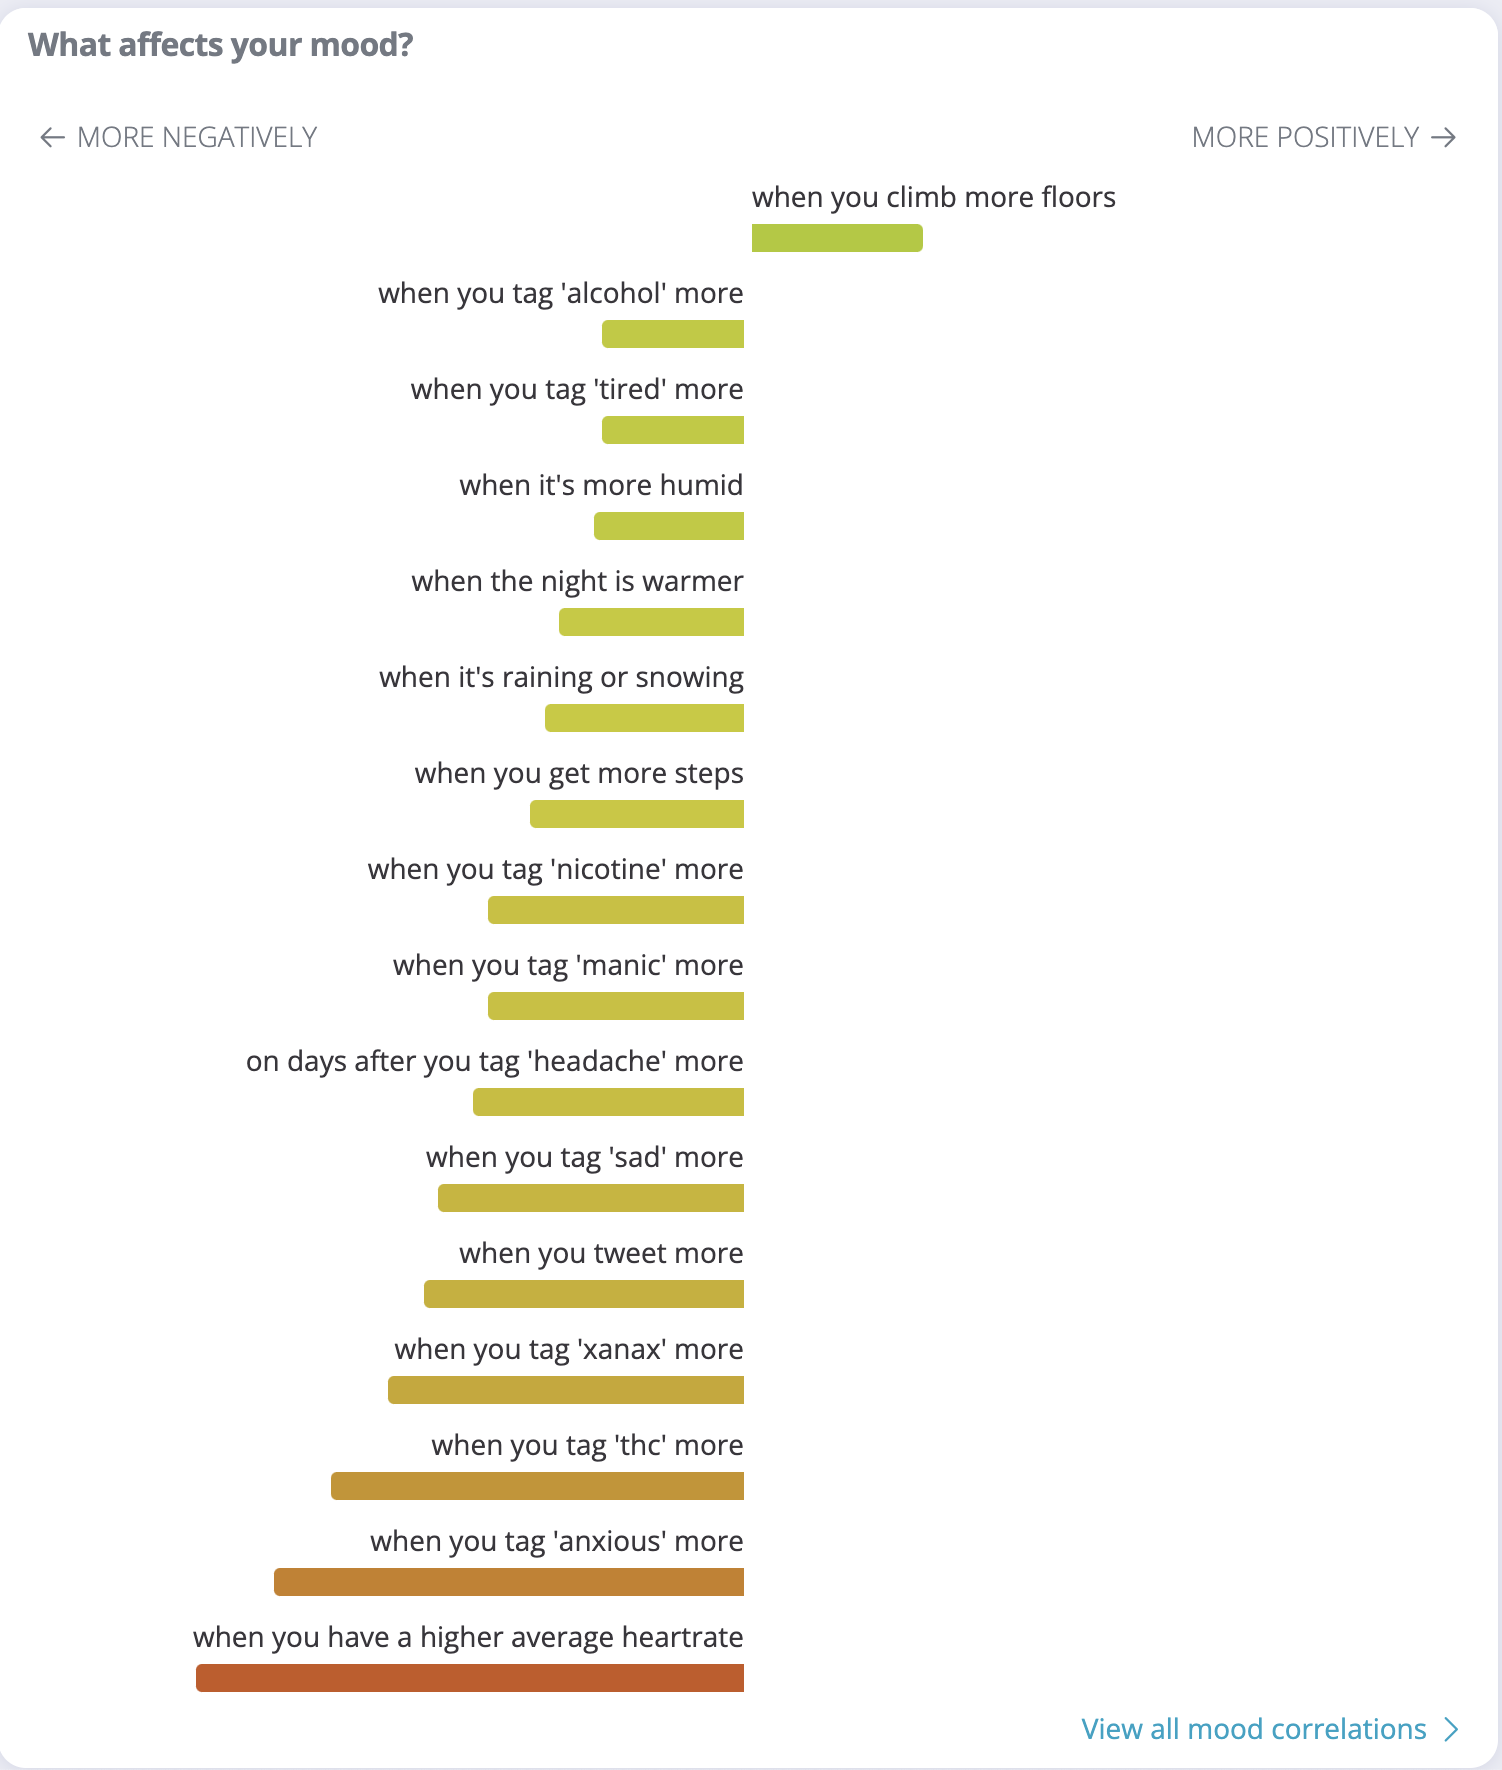 What affects your mood?
← MORE NEGATIVELY
MORE POSITIVELY →
when you climb more floors
when you tag 'alcohol' more
when you tag 'tired' more
when it's more humid
when the night is warmer
when it's raining or snowing
when you get more steps
when you tag 'nicotine' more
when you tag 'manic' more
on days after you tag 'headache' more
when you tag 'sad' more
when you tweet more
when you tag 'xanax' more
when you tag 'thc' more
when you tag 'anxious' more
when you have a higher average heartrate
View all mood correlations